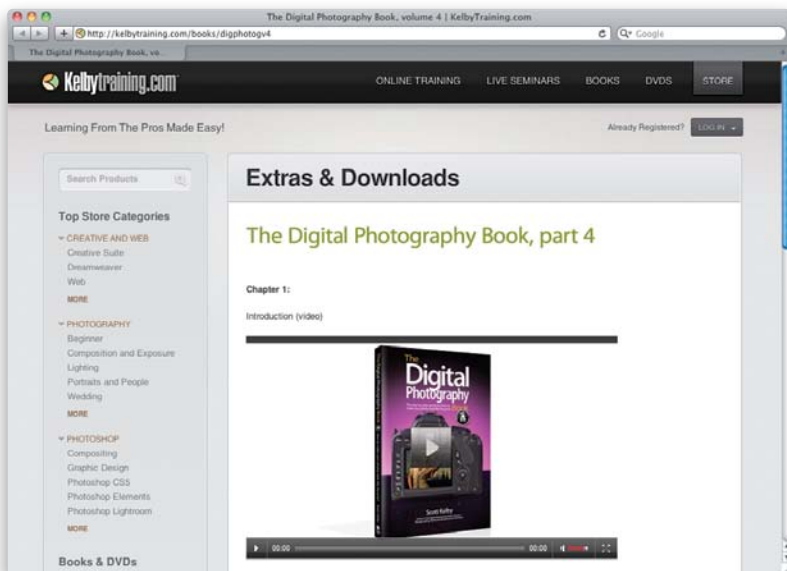 The Digital Photography Book, volume 4 | KelbyTraining.com
http://kelbytraining.com/books/digphotogv4
Google
The Digital Photography Book, vo...
Kelbytraining.com
ONLINE TRAINING LIVE SEMINARS BOOKS DVDS STORE
Learning From The Pros Made Easy!
Already Registered? LOG IN
Search Products
Top Store Categories
CREATIVE AND WEB
Creative Suite
Dreamweaver
Web
MORE
PHOTOGRAPHY
Beginner
Composition and Exposure
Lighting
Portraits and People
Wedding
MORE
PHOTOSHOP
Compositing
Graphic Design
Photoshop CS5
Photoshop Elements
Photoshop Lightroom
MORE
Books & DVDs
Extras & Downloads
The Digital Photography Book, part 4
Chapter 1:
Introduction (video)
The
Digital
Photography
book
Scott Kelby
00:00 00:00